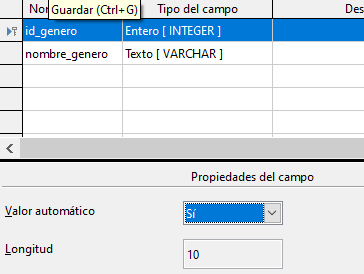 Nom
Guardar (Ctrl+G)
Tipo del campo
Des
id_genero
Entero [ INTEGER ]
nombre_genero
Texto [ VARCHAR ]
Propiedades del campo
Valor automático
Sí
Longitud
10